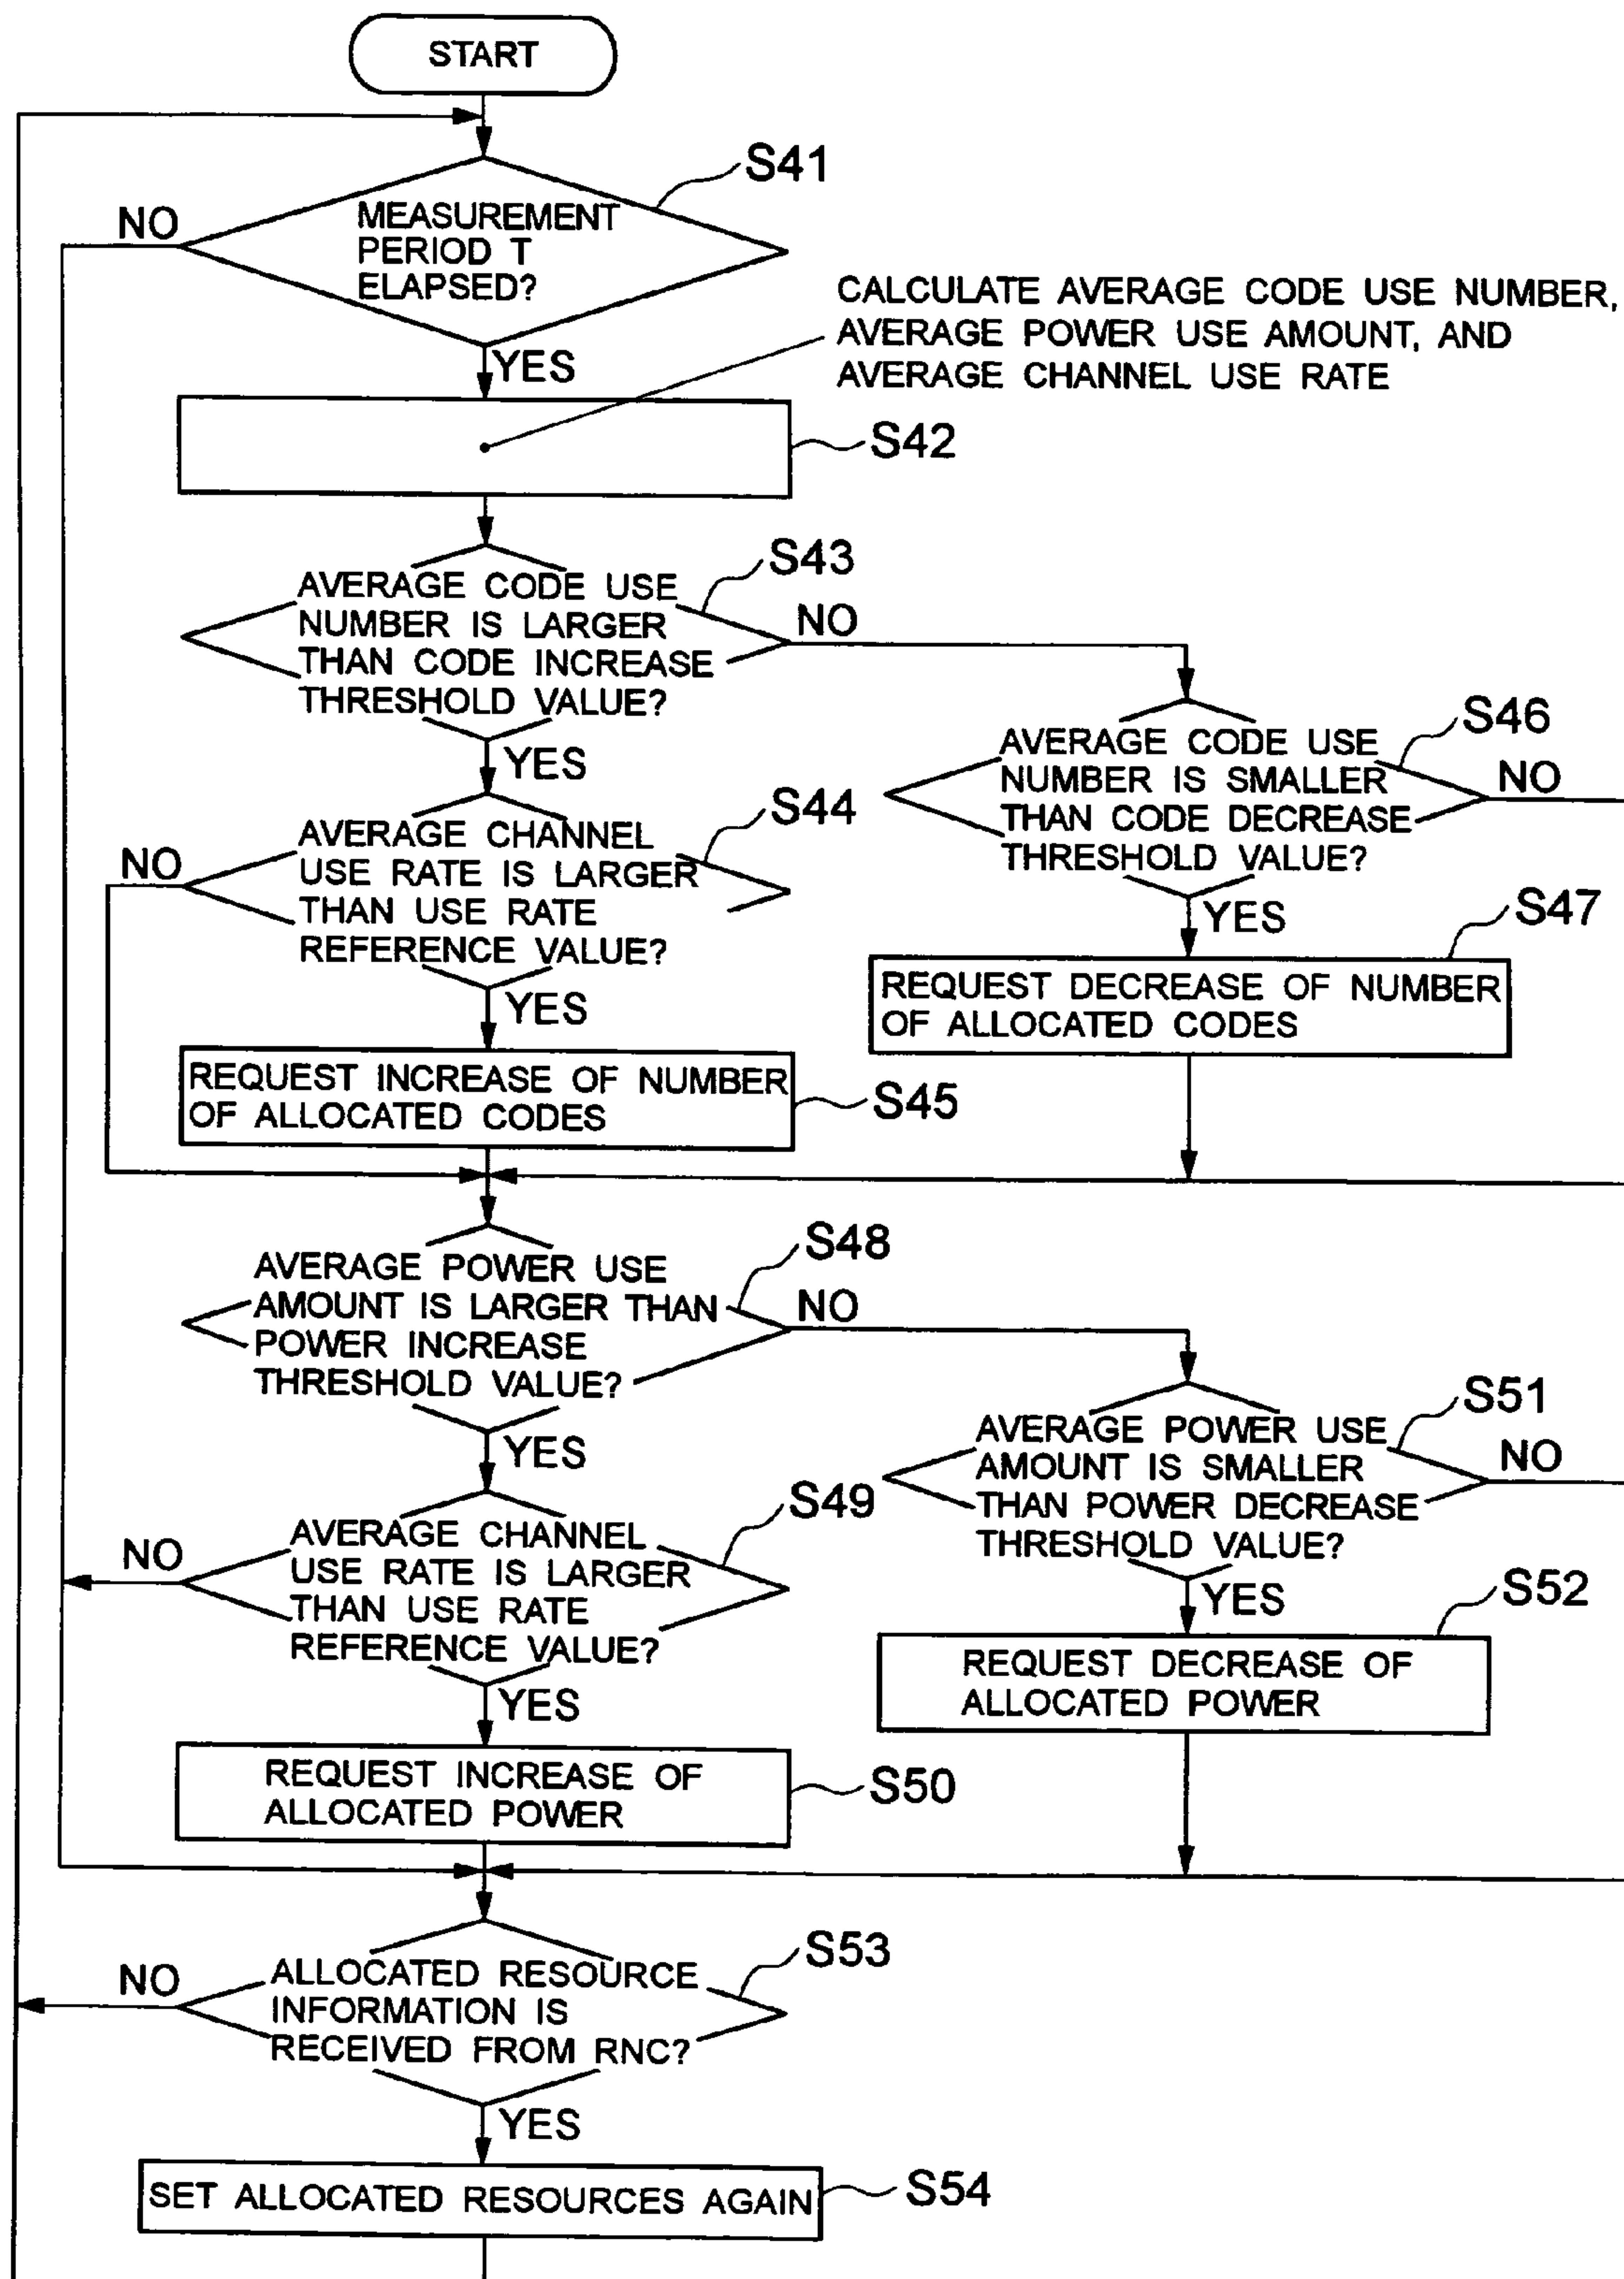 START
S41
NO
MEASUREMENT
PERIOD T
ELAPSED?
CALCULATE AVERAGE CODE USE NUMBER,
AVERAGE POWER USE AMOUNT, AND
AVERAGE CHANNEL USE RATE
YES
S42
S43
AVERAGE CODE USE
NUMBER IS LARGER
THAN CODE INCREASE
THRESHOLD VALUE?
NO
YES
S46
AVERAGE CODE USE
NUMBER IS SMALLER
THAN CODE DECREASE
THRESHOLD VALUE?
NO
S44
AVERAGE CHANNEL
USE RATE IS LARGER
THAN USE RATE
REFERENCE VALUE?
NO
YES
YES
S47
REQUEST DECREASE OF NUMBER
OF ALLOCATED CODES
REQUEST INCREASE OF NUMBER
OF ALLOCATED CODES
S45
S48
AVERAGE POWER USE
AMOUNT IS LARGER THAN
POWER INCREASE
THRESHOLD VALUE?
NO
YES
S51
AVERAGE POWER USE
AMOUNT IS SMALLER
THAN POWER DECREASE
THRESHOLD VALUE?
NO
S49
AVERAGE CHANNEL
USE RATE IS LARGER
THAN USE RATE
REFERENCE VALUE?
NO
YES
YES
S52
REQUEST DECREASE OF
ALLOCATED POWER
REQUEST INCREASE OF
ALLOCATED POWER
S50
S53
NO
ALLOCATED RESOURCE
INFORMATION IS
RECEIVED FROM RNC?
YES
SET ALLOCATED RESOURCES AGAIN
S54